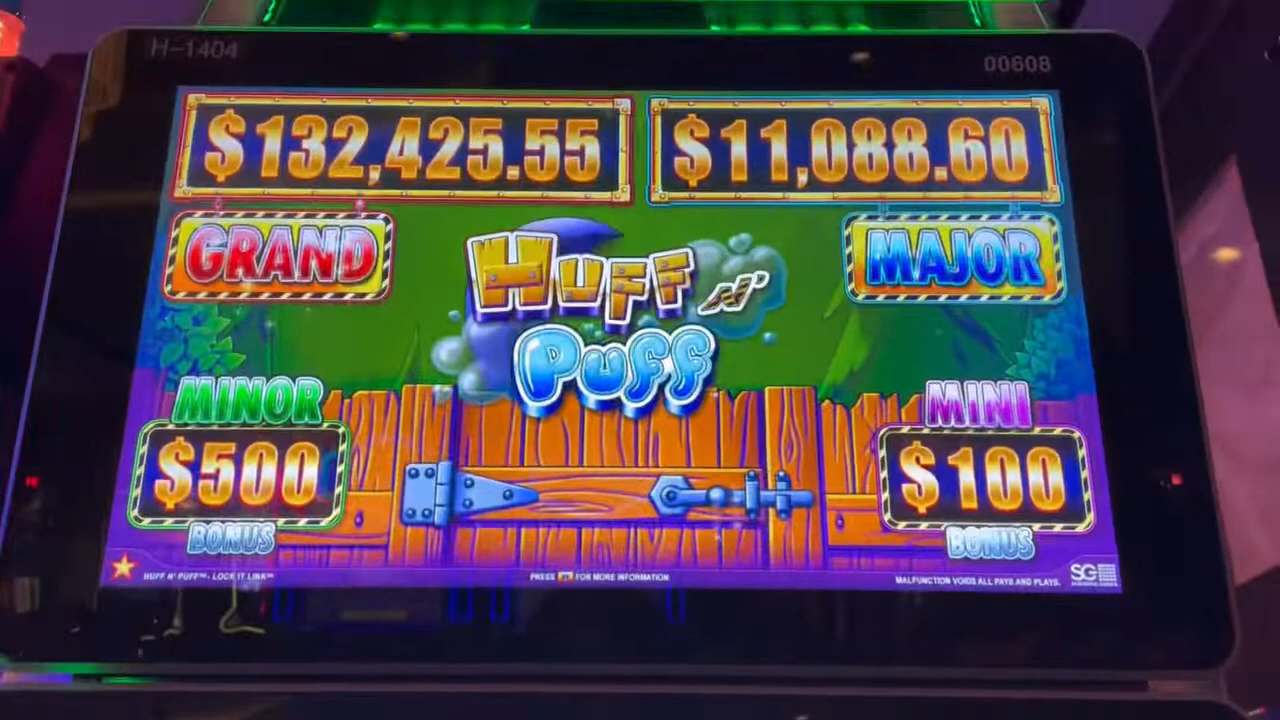 H-1404
00608
$132,425.55
$11,088.60
GRAND
MAJOR
HUFF N'
PUFF
MINOR
$500
BONUS
MINI
$100
BONUS
HUFF N' PUFF™ - LOCK IT LINK™
PRESS FOR MORE INFORMATION
MALFUNCTION VOIDS ALL PAYS AND PLAYS.
SG